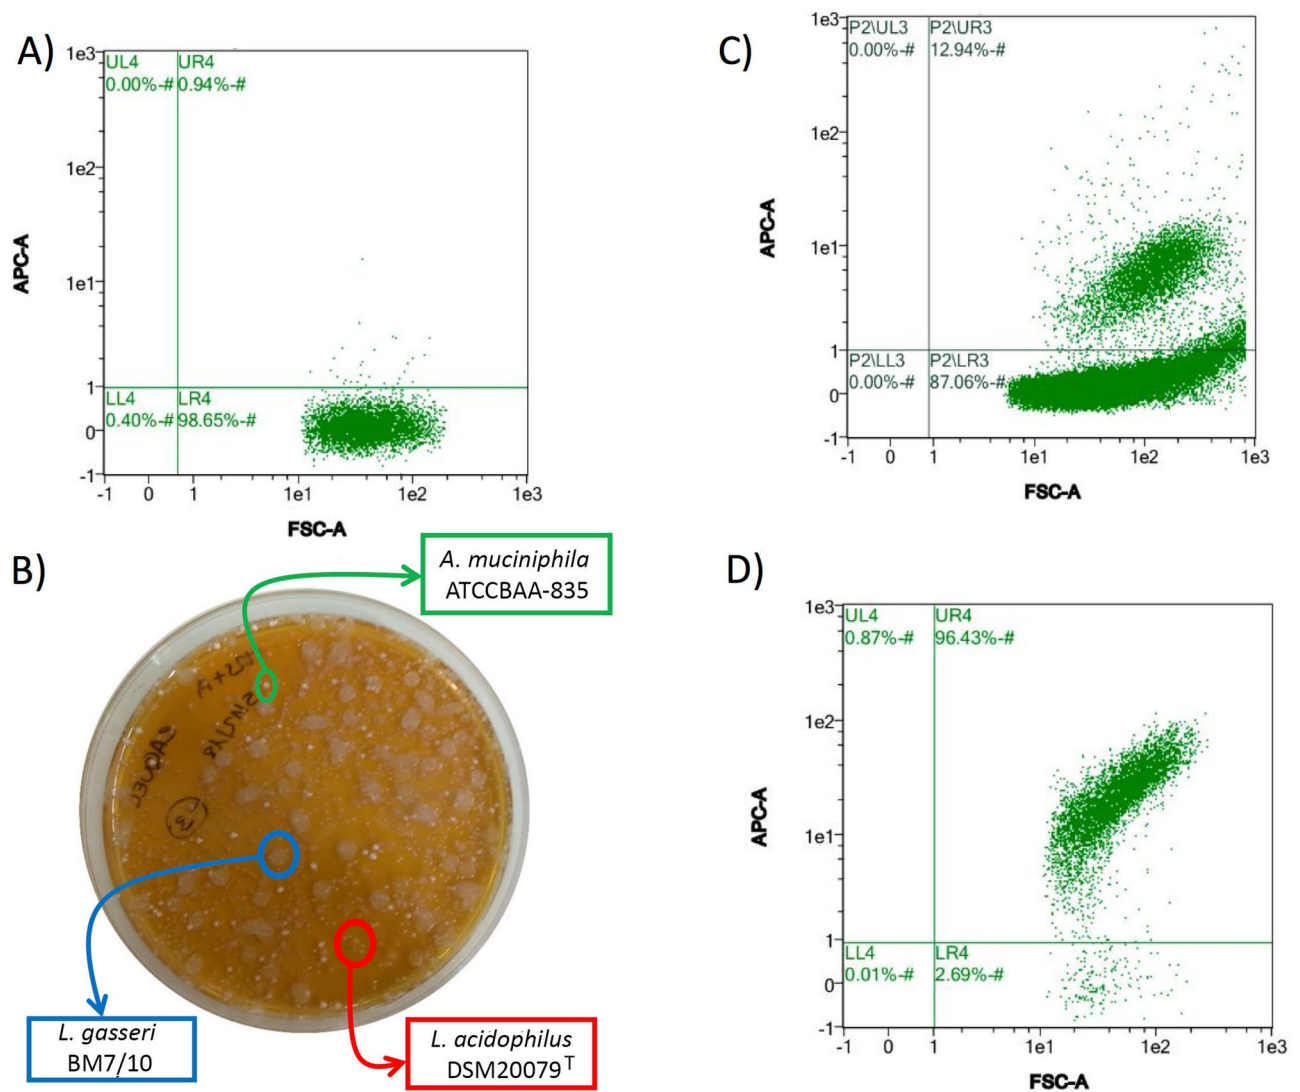 A)
1e3
1e2
1e1
1
0
-1
APC-A
UL4
0.00%-#
UR4
0.94%-#
LL4
0.40%-#
LR4
98.65%-#
-1 0 1 1e1 1e2 1e3
FSC-A
C)
1e3
1e2
1e1
1
0
-1
APC-A
P2\UL3
0.00%-#
P2\UR3
12.94%-#
P2\LL3
0.00%-#
P2\LR3
87.06%-#
-1 0 1 1e1 1e2 1e3
FSC-A
B)
A. muciniphila
ATCCBAA-835
L. gasseri
BM7/10
L. acidophilus
DSM20079T
D)
1e3
1e2
1e1
1
0
-1
APC-A
UL4
0.87%-#
UR4
96.43%-#
LL4
0.01%-#
LR4
2.69%-#
-1 0 1 1e1 1e2 1e3
FSC-A